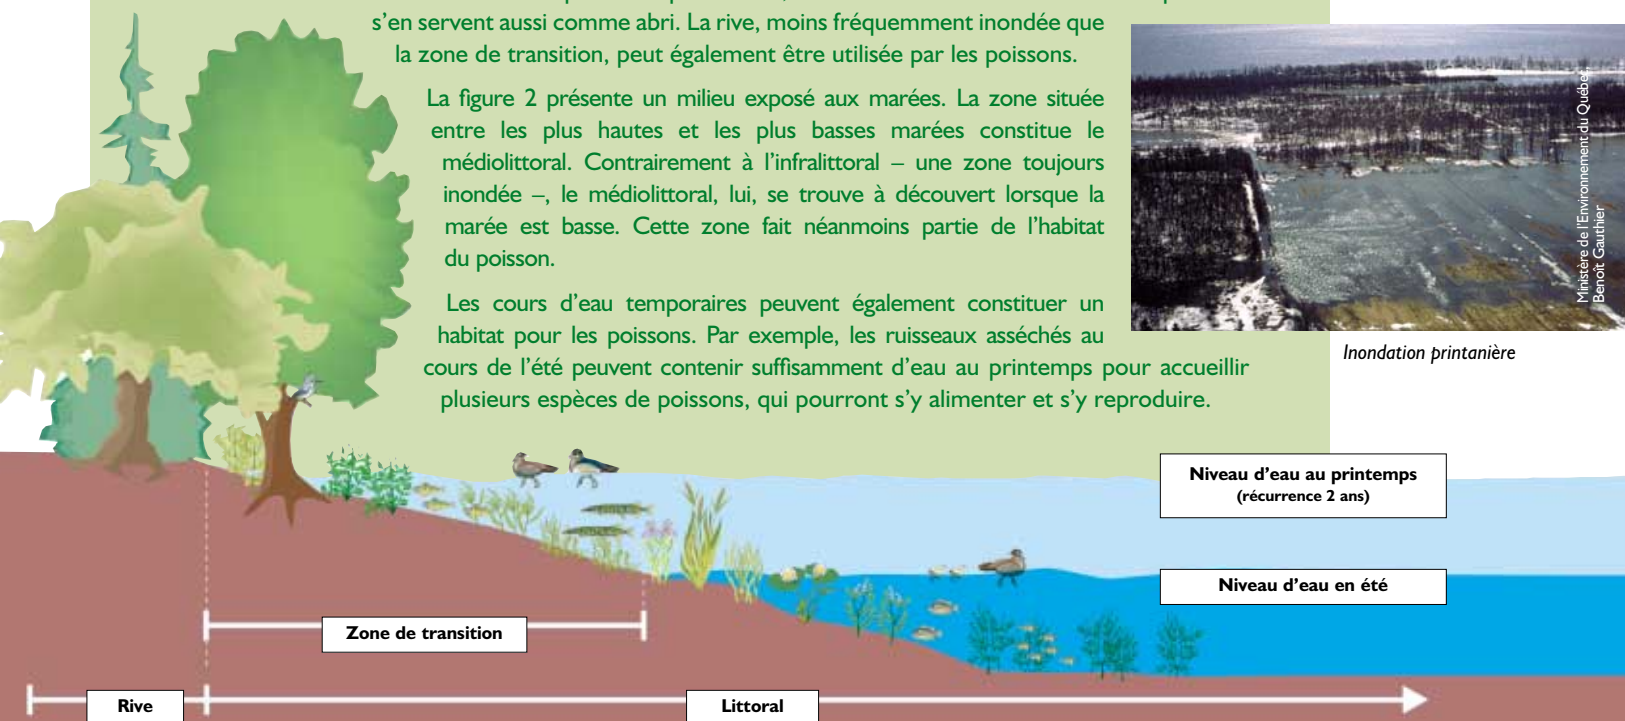 s’en servent aussi comme abri. La rive, moins fréquemment inondée que
la zone de transition, peut également être utilisée par les poissons.
La figure 2 présente un milieu exposé aux marées. La zone située
entre les plus hautes et les plus basses marées constitue le
médiolittoral. Contrairement à l’infralittoral – une zone toujours
inondée –, le médiolittoral, lui, se trouve à découvert lorsque la
marée est basse. Cette zone fait néanmoins partie de l’habitat
du poisson.
Les cours d’eau temporaires peuvent également constituer un
habitat pour les poissons. Par exemple, les ruisseaux asséchés au
cours de l’été peuvent contenir suffisamment d’eau au printemps pour accueillir
plusieurs espèces de poissons, qui pourront s’y alimenter et s’y reproduire.
Ministère de l’Environnement du Québec,
Benoît Gauthier
Inondation printanière
Niveau d’eau au printemps
(récurrence 2 ans)
Niveau d’eau en été
Zone de transition
Rive
Littoral